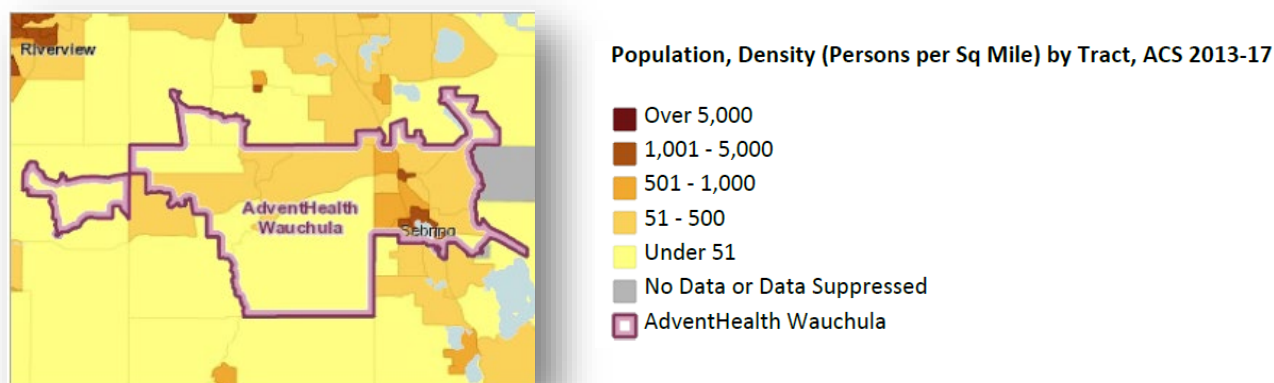 Riverview
AdventHealth
Wauchula
Sebring
Population, Density (Persons per Sq Mile) by Tract, ACS 2013-17
Over 5,000
1,001 - 5,000
501 - 1,000
51 - 500
Under 51
No Data or Data Suppressed
AdventHealth Wauchula